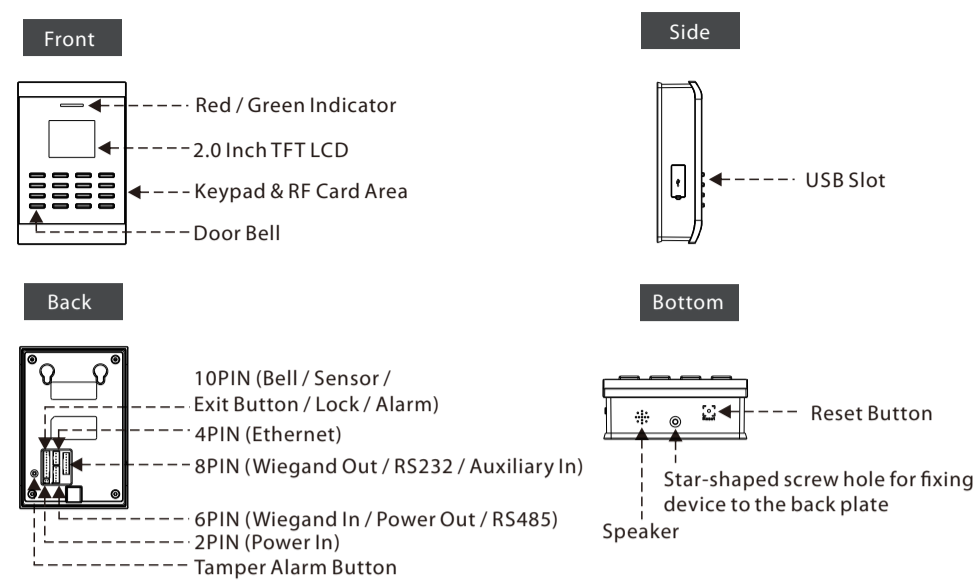 Front
Red / Green Indicator
2.0 Inch TFT LCD
Keypad & RF Card Area
Door Bell
Side
USB Slot
Back
10PIN (Bell / Sensor /
Exit Button / Lock / Alarm)
4PIN (Ethernet)
8PIN (Wiegand Out / RS232 / Auxiliary In)
6PIN (Wiegand In / Power Out / RS485)
2PIN (Power In)
Tamper Alarm Button
Bottom
Reset Button
Star-shaped screw hole for fixing
device to the back plate
Speaker